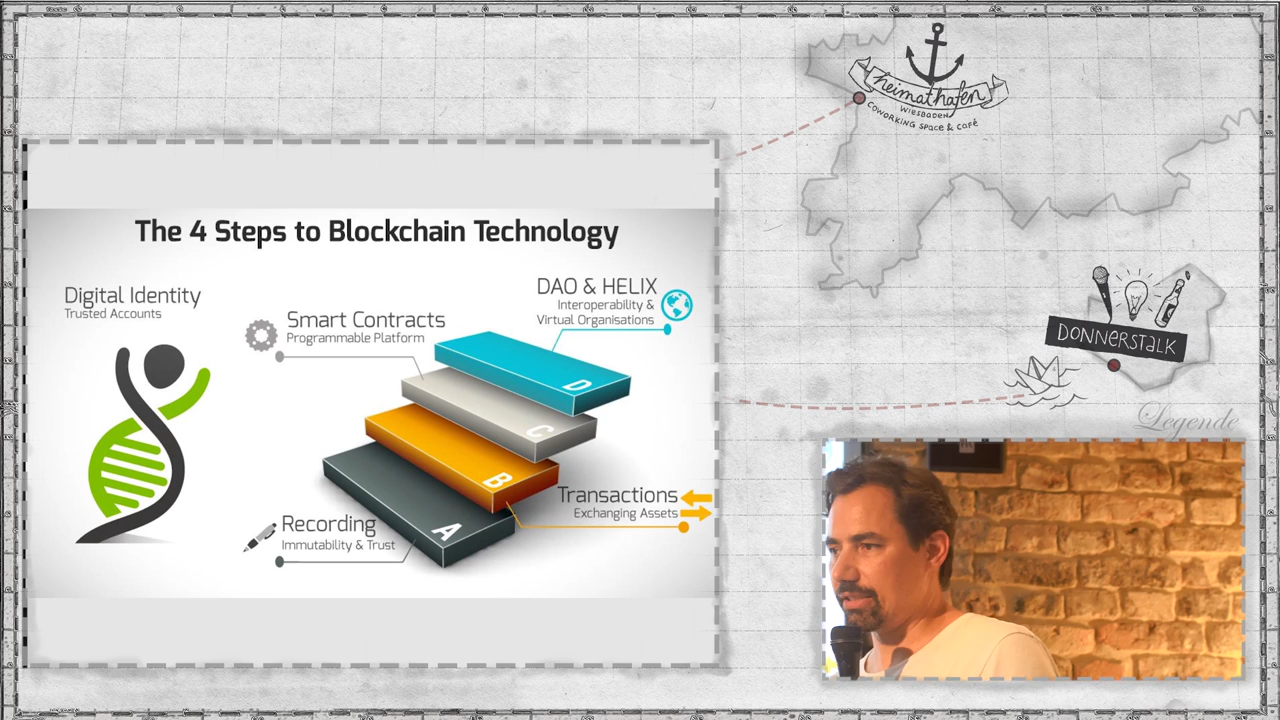 heimathafen
WIESBADEN
COWORKING SPACE & CAFÉ
The 4 Steps to Blockchain Technology
Digital Identity
Trusted Accounts
Smart Contracts
Programmable Platform
DAO & HELIX
Interoperability &
Virtual Organisations
D
C
B
A
Transactions
Exchanging Assets
Recording
Immutability & Trust
DONNERSTALK
Legende